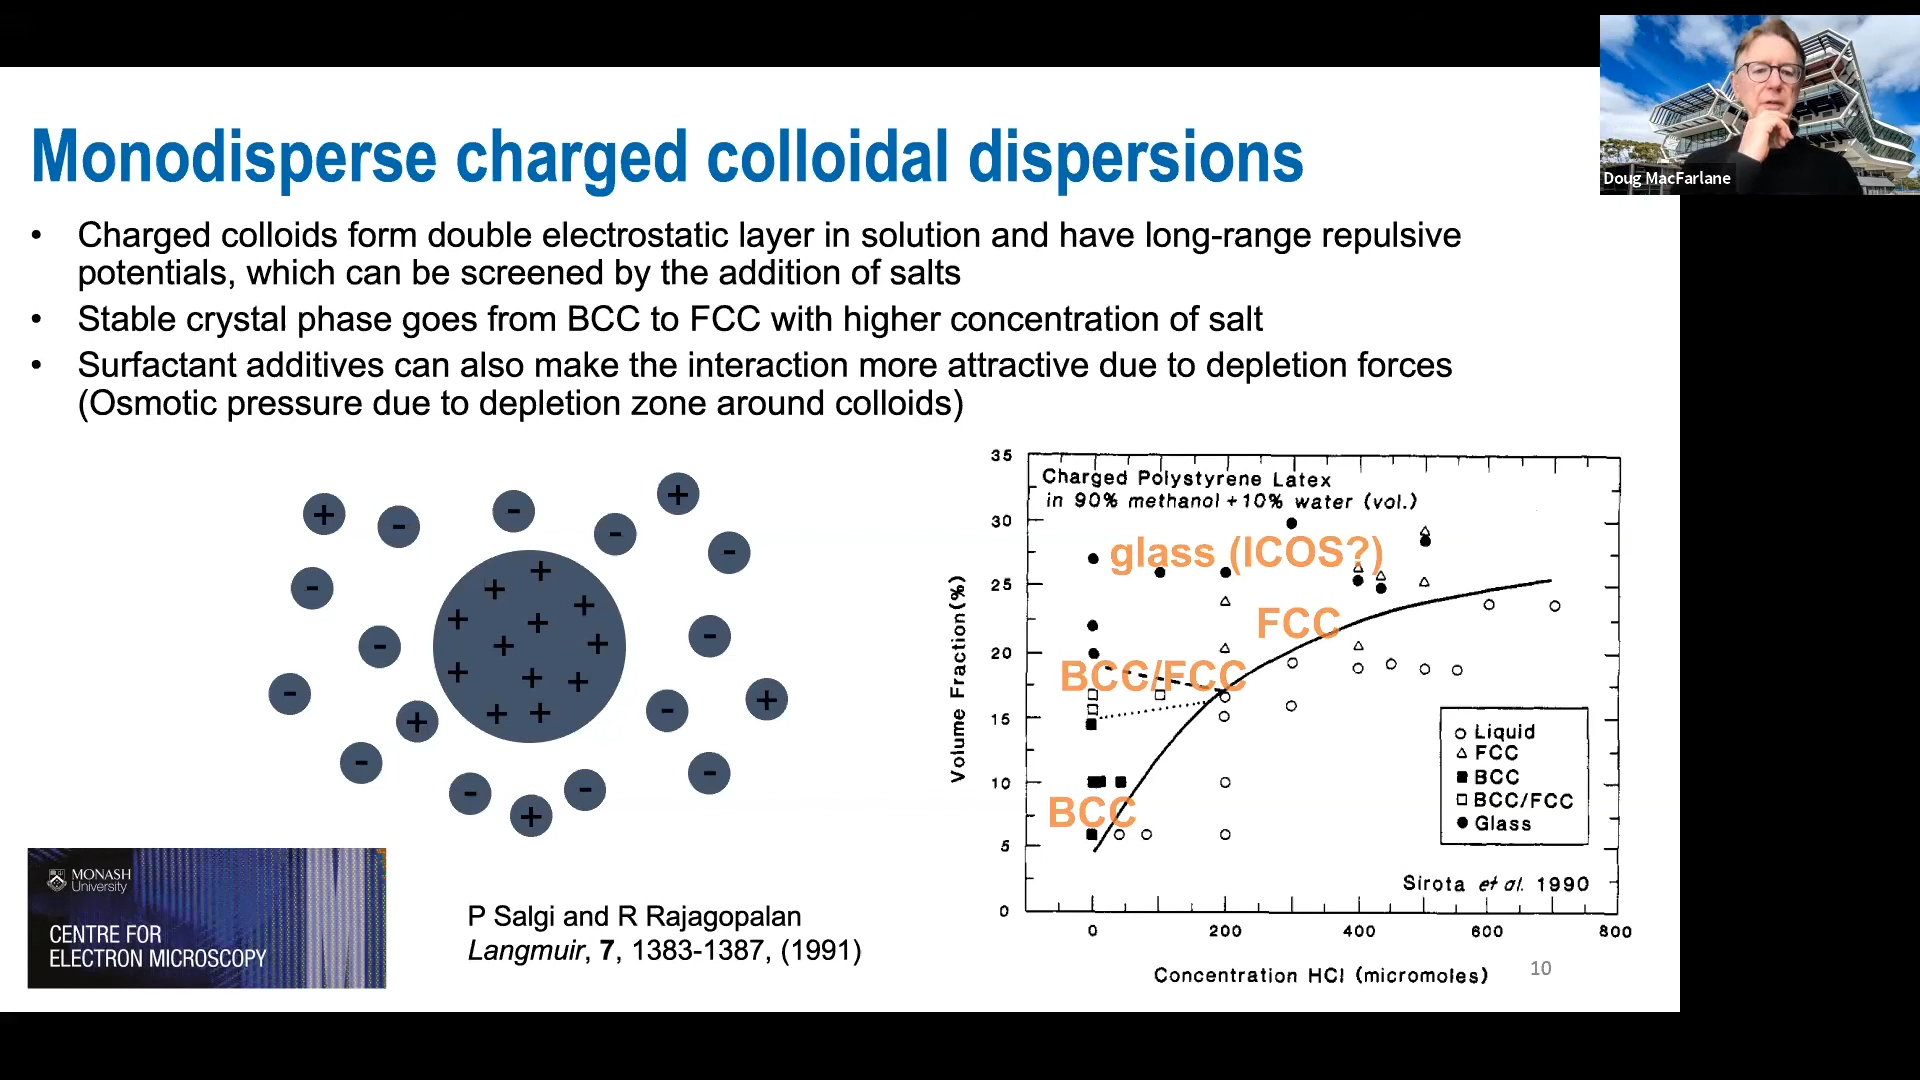 Monodisperse charged colloidal dispersions
Doug MacFarlane
• Charged colloids form double electrostatic layer in solution and have long-range repulsive
potentials, which can be screened by the addition of salts
• Stable crystal phase goes from BCC to FCC with higher concentration of salt
• Surfactant additives can also make the interaction more attractive due to depletion forces
(Osmotic pressure due to depletion zone around colloids)
Charged Polystyrene Latex
in 90% methanol + 10% water (vol.)
glass (ICOS?)
FCC
BCC/FCC
BCC
Liquid
FCC
BCC
BCC/FCC
Glass
Sirota et al. 1990
Volume Fraction(%)
35
30
25
20
15
10
5
0
0 200 400 600 800
Concentration HCl (micromoles)
10
MONASH
University
CENTRE FOR
ELECTRON MICROSCOPY
P Salgi and R Rajagopalan
Langmuir, 7, 1383-1387, (1991)